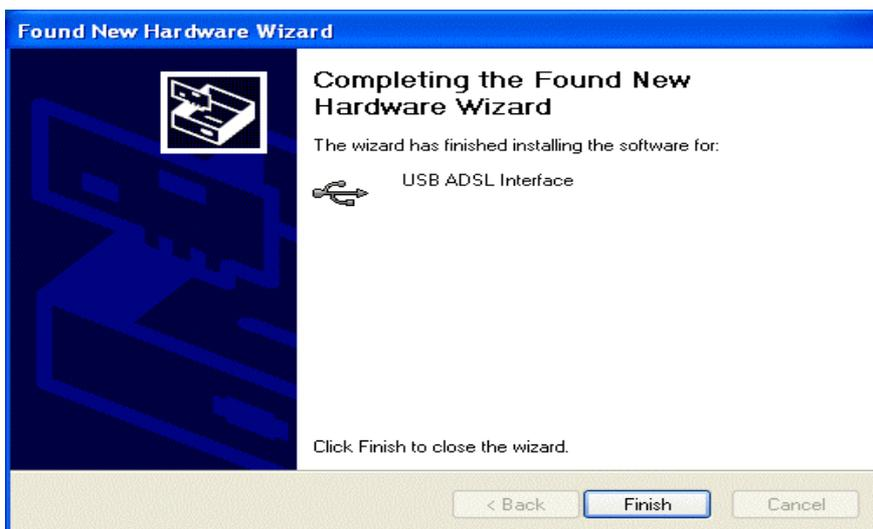 Found New Hardware Wizard
Completing the Found New
Hardware Wizard
The wizard has finished installing the software for:
USB ADSL Interface
Click Finish to close the wizard.
< Back
Finish
Cancel